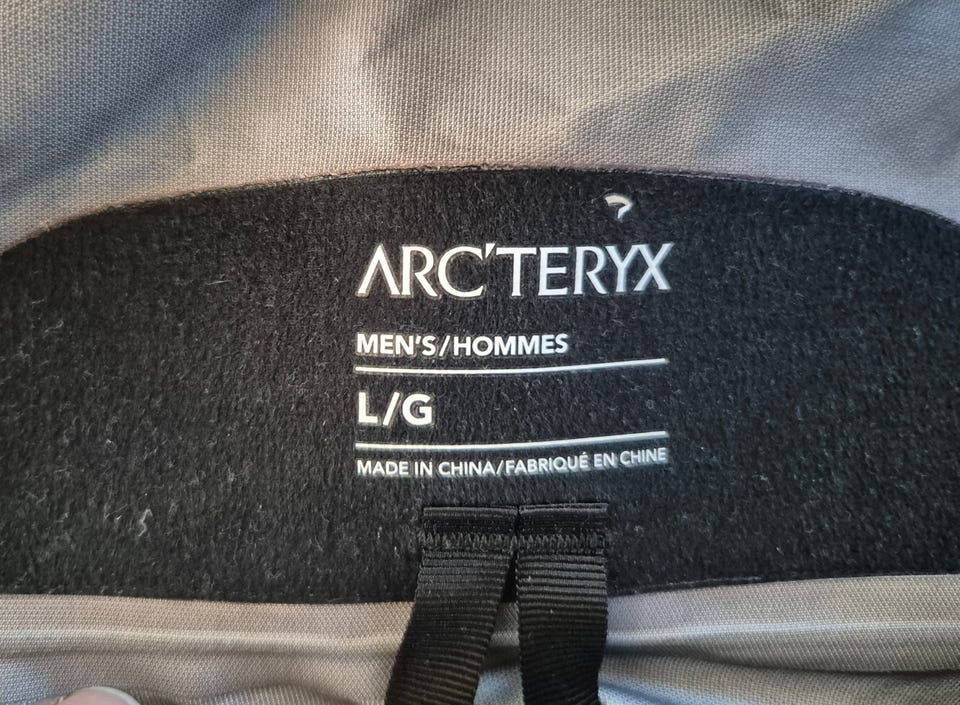 ARC'TERYX
MEN'S/HOMMES
L/G
MADE IN CHINA/FABRIQUÉ EN CHINE